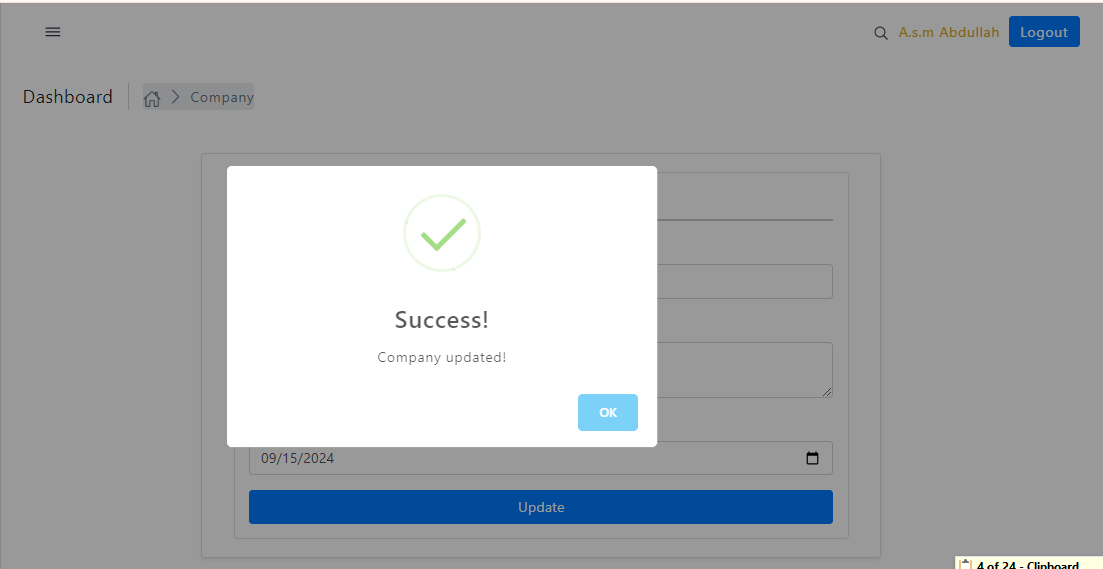 A.s.m Abdullah
Logout
Dashboard
Company
Success!
Company updated!
OK
09/15/2024
Update
4 of 24 - Clipboard